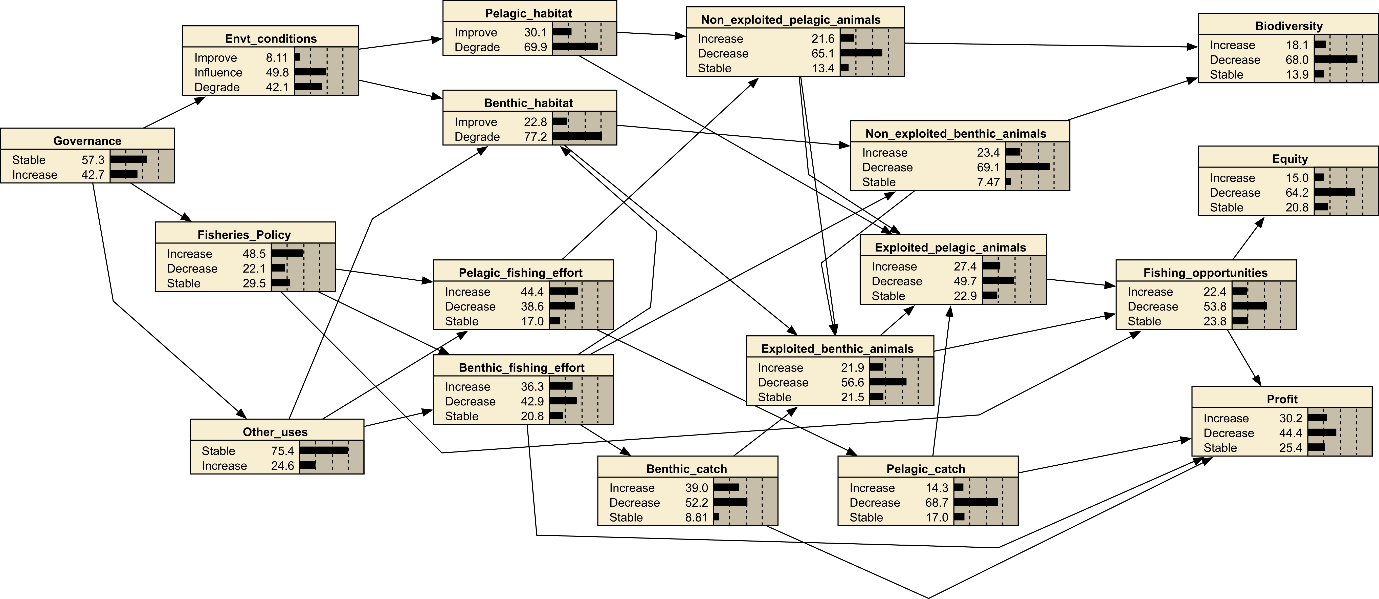 Pelagic_habitat
Improve 30.1
Degrade 69.9
Non_exploited_pelagic_animals
Increase 21.6
Decrease 65.1
Stable 13.4
Biodiversity
Increase 18.1
Decrease 68.0
Stable 13.9
Envt_conditions
Improve 8.11
Influence 49.8
Degrade 42.1
Benthic_habitat
Improve 22.8
Degrade 77.2
Governance
Stable 57.3
Increase 42.7
Non_exploited_benthic_animals
Increase 23.4
Decrease 69.1
Stable 7.47
Equity
Increase 15.0
Decrease 64.2
Stable 20.8
Fisheries_Policy
Increase 48.5
Decrease 22.1
Stable 29.5
Exploited_pelagic_animals
Increase 27.4
Decrease 49.7
Stable 22.9
Pelagic_fishing_effort
Increase 44.4
Decrease 38.6
Stable 17.0
Fishing_opportunities
Increase 22.4
Decrease 53.8
Stable 23.8
Exploited_benthic_animals
Increase 21.9
Decrease 56.6
Stable 21.5
Benthic_fishing_effort
Increase 36.3
Decrease 42.9
Stable 20.8
Profit
Increase 30.2
Decrease 44.4
Stable 25.4
Other_uses
Stable 75.4
Increase 24.6
Benthic_catch
Increase 39.0
Decrease 52.2
Stable 8.81
Pelagic_catch
Increase 14.3
Decrease 68.7
Stable 17.0